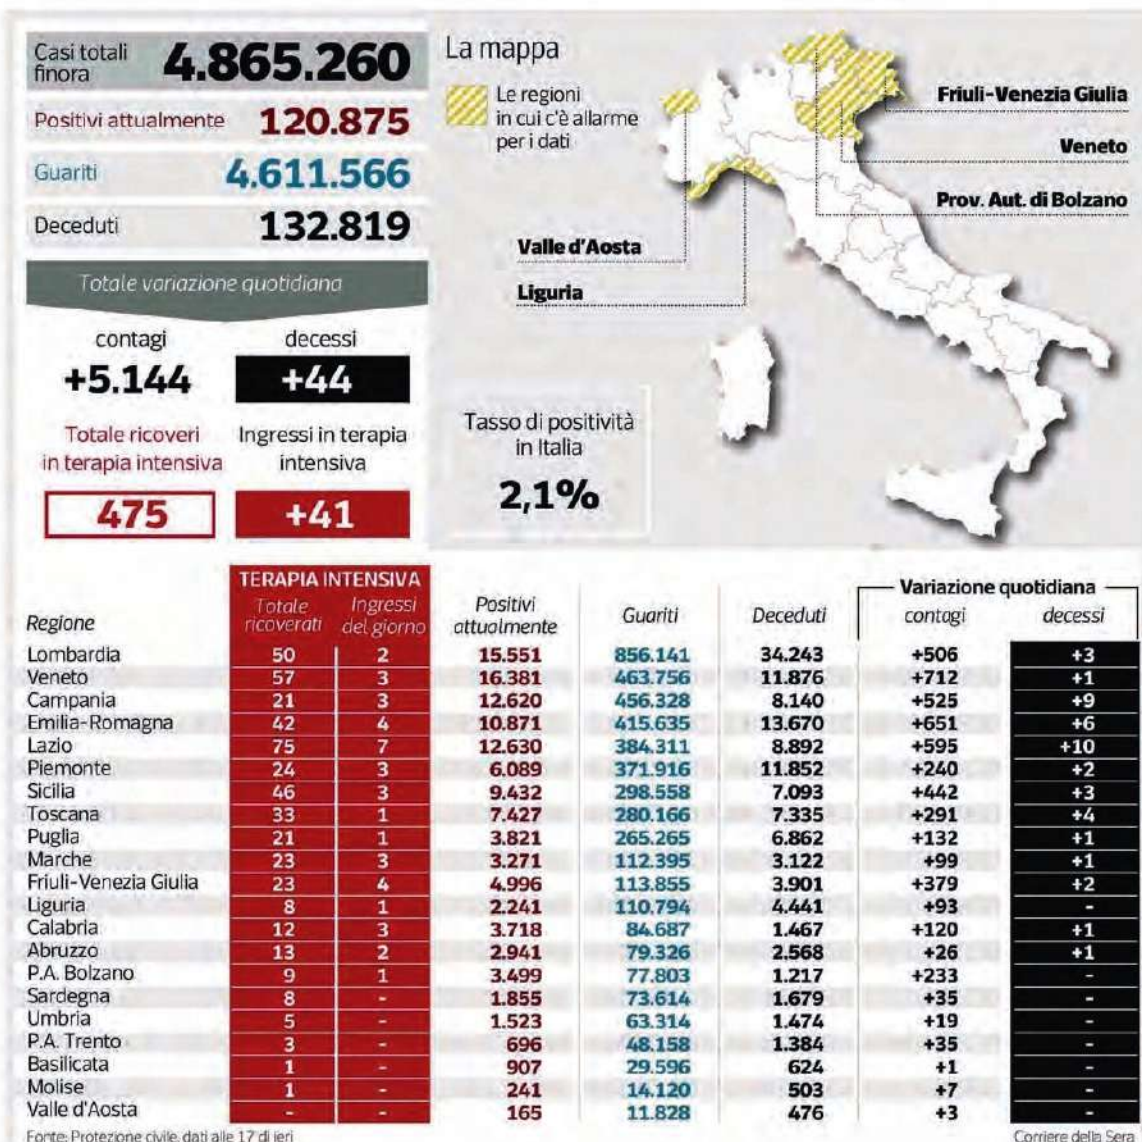 Casi totali
finora
4.865.260
Positivi attualmente 120.875
Guariti 4.611.566
Deceduti 132.819
Totale variazione quotidiana
contagi decessi
+5.144 +44
Totale ricoveri
in terapia intensiva
Ingressi in terapia
intensiva
475 +41
La mappa
Le regioni
in cui c'è allarme
per i dati
Friuli-Venezia Giulia
Veneto
Prov. Aut. di Bolzano
Valle d'Aosta
Liguria
Tasso di positività
in Italia
2,1%
TERAPIA INTENSIVA
Variazione quotidiana
Regione Totale ricoverati Ingressi del giorno Positivi attualmente Guariti Deceduti contagi decessi
Lombardia 50 2 15.551 856.141 34.243 +506 +3
Veneto 57 3 16.381 463.756 11.876 +712 +1
Campania 21 3 12.620 456.328 8.140 +525 +9
Emilia-Romagna 42 4 10.871 415.635 13.670 +651 +6
Lazio 75 7 12.630 384.311 8.892 +595 +10
Piemonte 24 3 6.089 371.916 11.852 +240 +2
Sicilia 46 3 9.432 298.558 7.093 +442 +3
Toscana 33 1 7.427 280.166 7.335 +291 +4
Puglia 21 1 3.821 265.265 6.862 +132 +1
Marche 23 3 3.271 112.395 3.122 +99 +1
Friuli-Venezia Giulia 23 4 4.996 113.855 3.901 +379 +2
Liguria 8 1 2.241 110.794 4.441 +93 -
Calabria 12 3 3.718 84.687 1.467 +120 +1
Abruzzo 13 2 2.941 79.326 2.568 +26 +1
P.A. Bolzano 9 1 3.499 77.803 1.217 +233 -
Sardegna 8 - 1.855 73.614 1.679 +35 -
Umbria 5 - 1.523 63.314 1.474 +19 -
P.A. Trento 3 - 696 48.158 1.384 +35 -
Basilicata 1 - 907 29.596 624 +1 -
Molise 1 - 241 14.120 503 +7 -
Valle d'Aosta - - 165 11.828 476 +3 -
Fonte: Protezione civile, dati alle 17 di ieri
Corriere della Sera